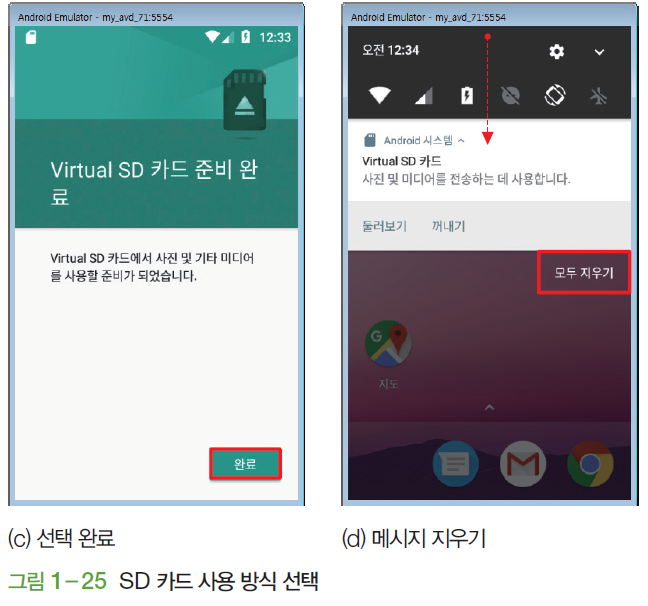 Android Emulator - my_avd_71:5554
12:33
Virtual SD 카드 준비 완
료
Virtual SD 카드에서 사진 및 기타 미디어
를 사용할 준비가 되었습니다.
완료
(c) 선택 완료
Android Emulator - my_avd_71:5554
오전 12:34
Android 시스템
Virtual SD 카드
사진 및 미디어를 전송하는 데 사용합니다.
둘러보기 꺼내기
모두 지우기
G
지도
(d) 메시지 지우기
그림 1-25 SD 카드 사용 방식 선택